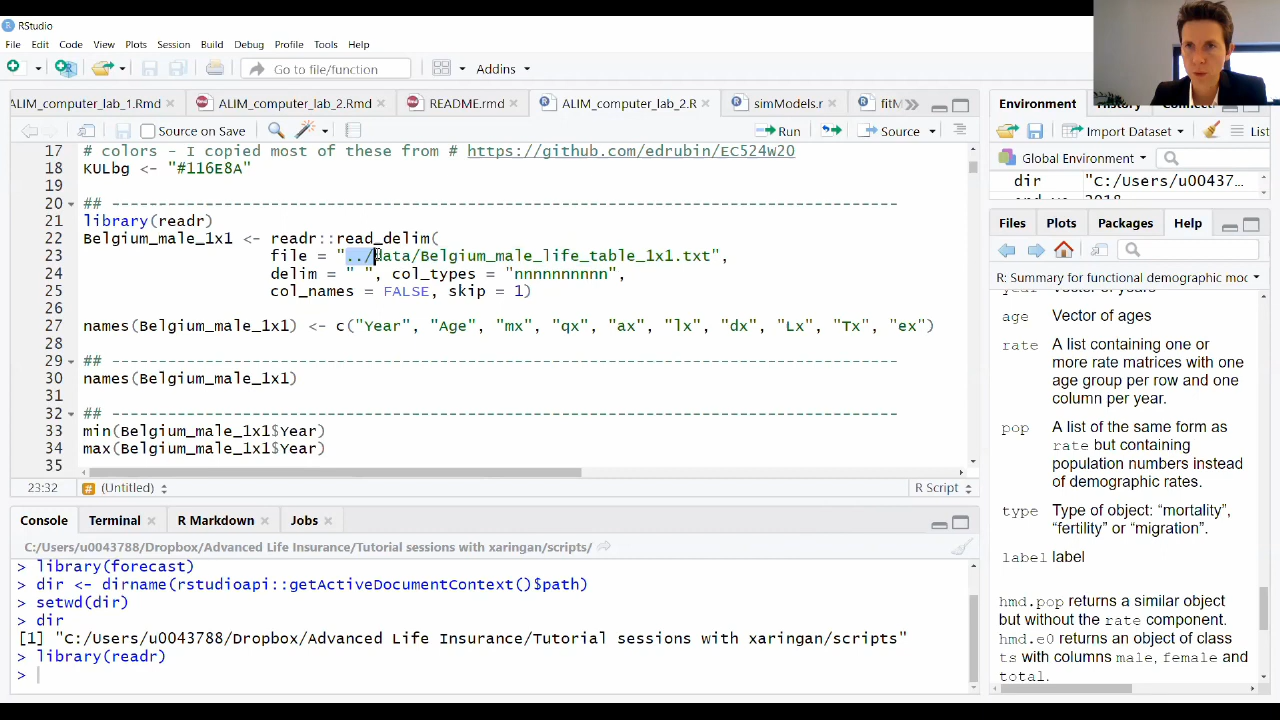 RStudio
File Edit Code View Plots Session Build Debug Profile Tools Help
Go to file/function Addins
ALIM_computer_lab_1.Rmd ALIM_computer_lab_2.Rmd README.rmd ALIM_computer_lab_2.R simModels.r fitM
Source on Save Run Source
17 # colors - I copied most of these from # https://github.com/edrubin/EC524W20
18 KULbg <- "#116E8A"
19
20 ## ------------------------------------------------------------------------------------
21 library(readr)
22 Belgium_male_1x1 <- readr::read_delim(
23 file = "../data/Belgium_male_life_table_1x1.txt",
24 delim = " ", col_types = "nnnnnnnnnn",
25 col_names = FALSE, skip = 1)
26
27 names(Belgium_male_1x1) <- c("Year", "Age", "mx", "qx", "ax", "lx", "dx", "Lx", "Tx", "ex")
28
29 ## ------------------------------------------------------------------------------------
30 names(Belgium_male_1x1)
31
32 ## ------------------------------------------------------------------------------------
33 min(Belgium_male_1x1$Year)
34 max(Belgium_male_1x1$Year)
35
23:32 # (Untitled) R Script
Console Terminal R Markdown Jobs
C:/Users/u0043788/Dropbox/Advanced Life Insurance/Tutorial sessions with xaringan/scripts/
> library(forecast)
> dir <- dirname(rstudioapi::getActiveDocumentContext()$path)
> setwd(dir)
> dir
[1] "C:/Users/u0043788/Dropbox/Advanced Life Insurance/Tutorial sessions with xaringan/scripts"
> library(readr)
>
Environment History
Import Dataset List
Global Environment
dir "C:/Users/u00437...
2018
Files Plots Packages Help
R: Summary for functional demographic mo
year Vector of years
age Vector of ages
rate A list containing one or
more rate matrices with one
age group per row and one
column per year.
pop A list of the same form as
rate but containing
population numbers instead
of demographic rates.
type Type of object: “mortality”,
“fertility” or “migration”.
label label
hmd.pop returns a similar object
but without the rate component.
hmd.e0 returns an object of class
ts with columns male, female and
total.